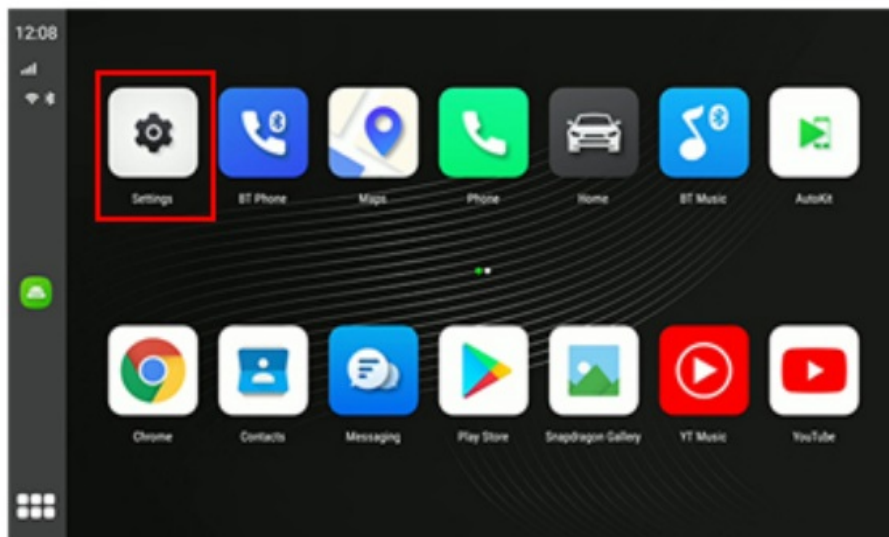 12:08
Settings
BT Phone
Maps
Phone
Home
BT Music
AutoKit
Chrome
Contacts
Messaging
Play Store
Snapdragon Gallery
YT Music
YouTube